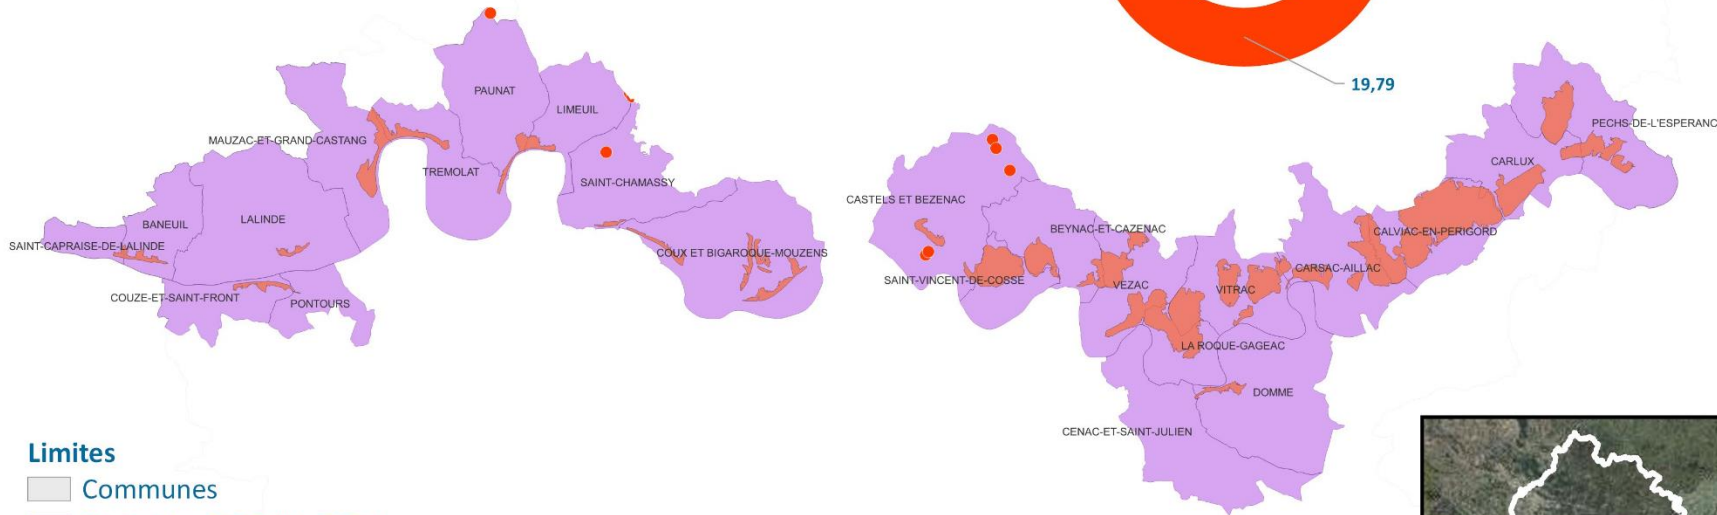 19,79
PAUNAT
LIMEUIL
MAUZAC-ET-GRAND-CASTANG
TREMOLAT
SAINT-CHAMASSY
BANEUIL
LALINDE
SAINT-CAPRAISE-DE-LALINDE
COUX ET BIGAROQUE-MOUZENS
COUZE-ET-SAINT-FRONT
PONTOURS
PECHS-DE-L'ESPERANC
CARLUX
CASTELS ET BEZENAC
BEYNAC-ET-CAZENAC
CALVIAC-EN-PERIGORD
SAINT-VINCENT-DE-COSSE
CARSAC-AILLAC
VEZAC
VITRAC
LA ROQUE-GAGEAC
DOMME
CENAC-ET-SAINT-JULIEN
Limites
Communes